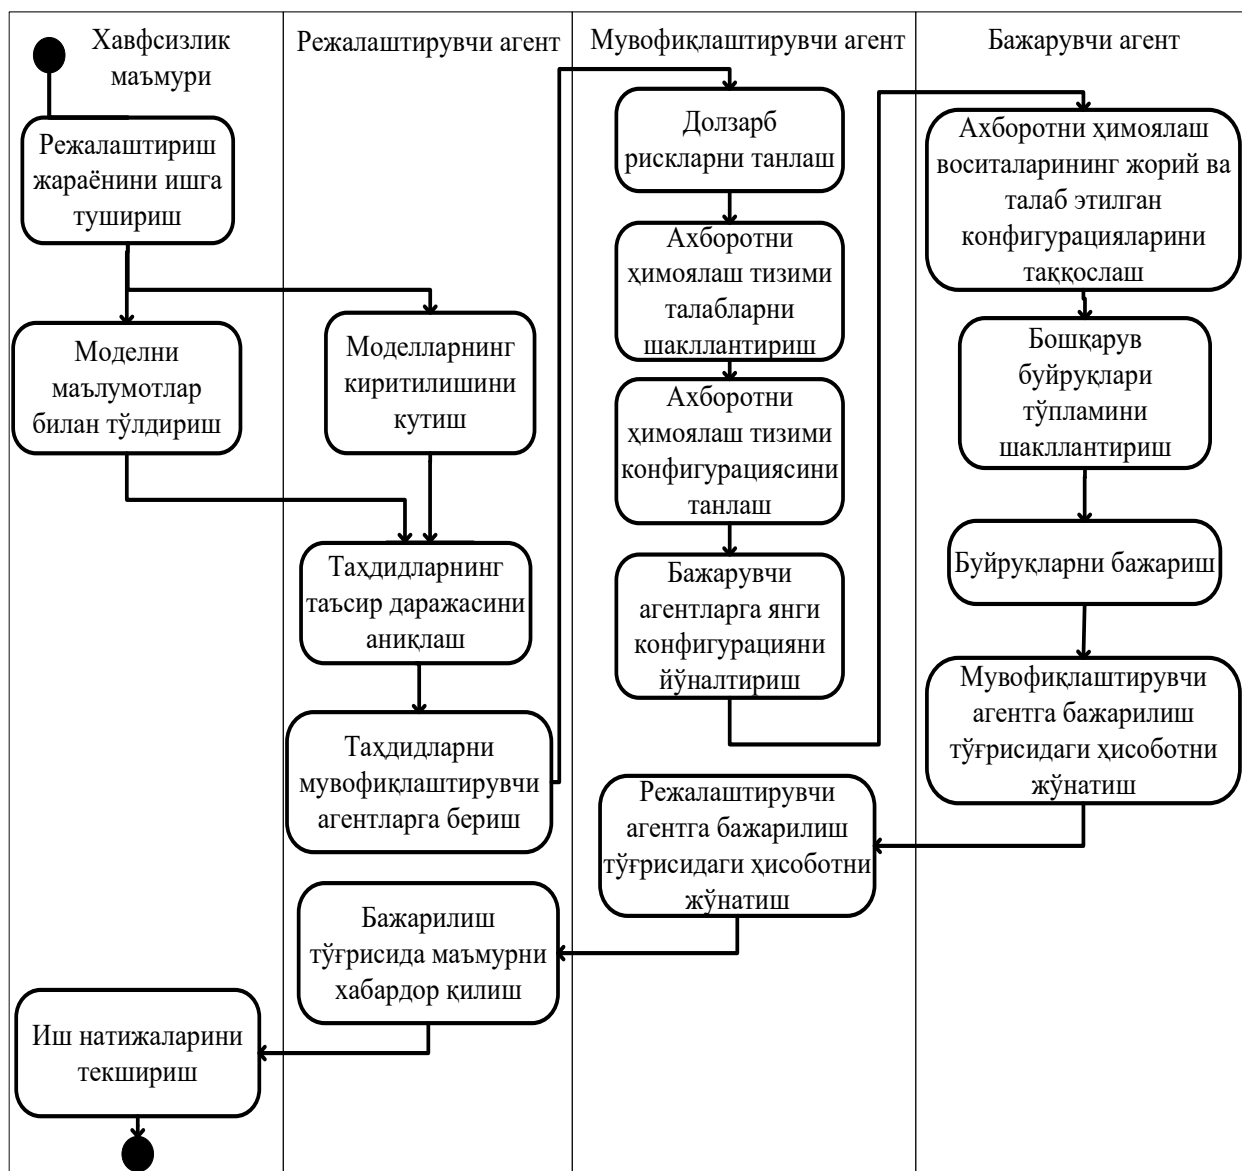 Хавфсизлик
маъмури
Режалаштирувчи агент
Мувофиқлаштирувчи агент
Бажарувчи агент
Режалаштириш
жараёнини ишга
тушириш
Моделни
маълумотлар
билан тўлдириш
Моделларнинг
киритилишини
кутиш
Таҳдидларнинг
таъсир даражасини
аниқлаш
Таҳдидларни
мувофиқлаштирувчи
агентларга бериш
Долзарб
рискларни танлаш
Ахборотни
ҳимоялаш тизими
талабларни
шакллантириш
Ахборотни
ҳимоялаш тизими
конфигурациясини
танлаш
Бажарувчи
агентларга янги
конфигурацияни
йўналтириш
Ахборотни ҳимоялаш
воситаларининг жорий ва
талаб этилган
конфигурацияларини
таққослаш
Бошқарув
буйруқлари
тўпламини
шакллантириш
Буйруқларни бажариш
Мувофиқлаштирувчи
агентга бажарилиш
тўғрисидаги ҳисоботни
жўнатиш
Режалаштирувчи
агентга бажарилиш
тўғрисидаги ҳисоботни
жўнатиш
Бажарилиш
тўғрисида маъмурни
хабардор қилиш
Иш натижаларини
текшириш